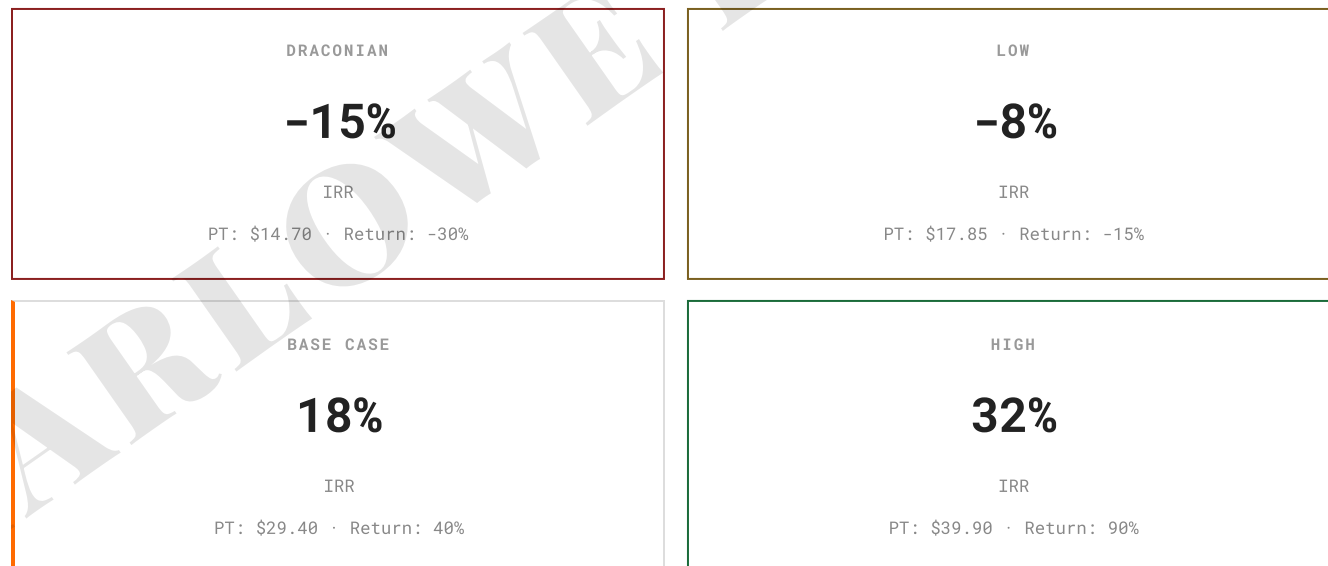 DRACONIAN
−15%
IRR
PT: $14.70 · Return: −30%
LOW
−8%
IRR
PT: $17.85 · Return: −15%
BASE CASE
18%
IRR
PT: $29.40 · Return: 40%
HIGH
32%
IRR
PT: $39.90 · Return: 90%
ARLOWE